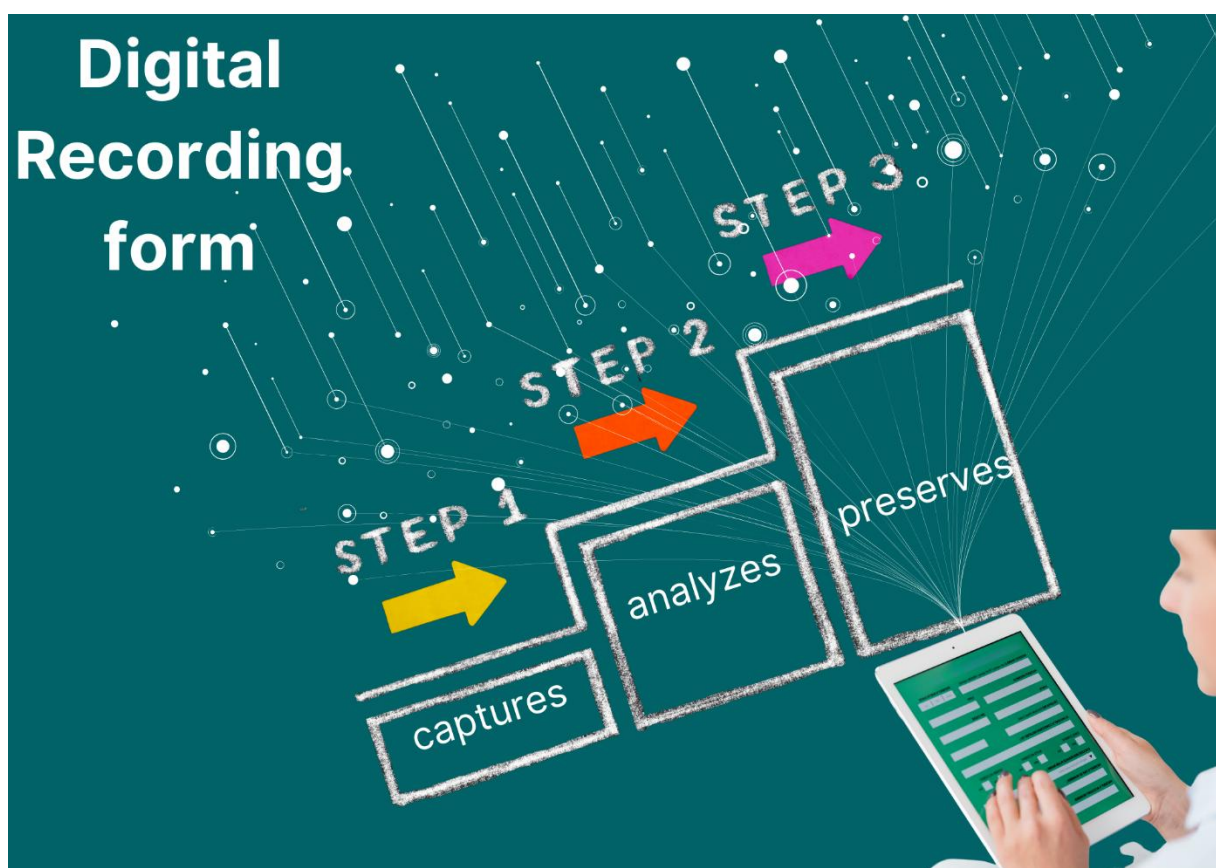 Digital
Recording
form
STEP 1
captures
STEP 2
analyzes
STEP 3
preserves